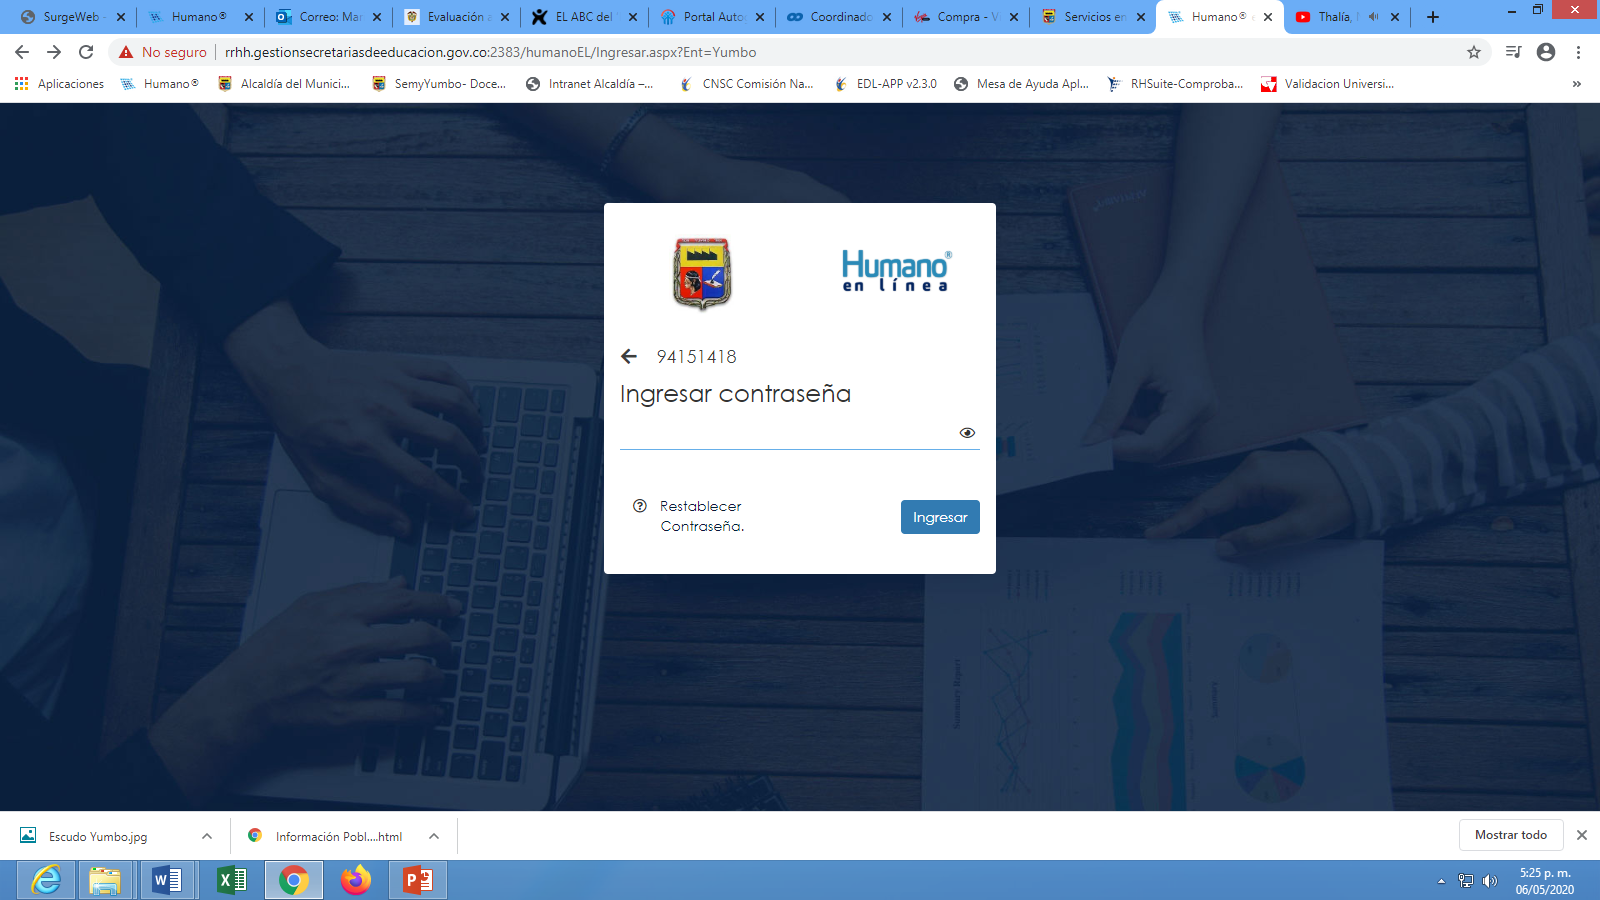 SurgeWeb
Humano®
Correo: Mar
Evaluación a
EL ABC del
Portal Auto
Coordinado
Compra - V
Servicios en
Humano® e
Thalía,
No seguro
rrhh.gestionsecretariasdeeducacion.gov.co:2383/humanoEL/Ingresar.aspx?Ent=Yumbo
Aplicaciones
Humano®
Alcaldía del Munici...
SemyYumbo- Doce...
Intranet Alcaldía –...
CNSC Comisión Na...
EDL-APP v2.3.0
Mesa de Ayuda Apl...
RHSuite-Comproba...
Validacion Universi...
»
Humano®
en línea
94151418
Ingresar contraseña
Restablecer
Contraseña.
Ingresar
Summary Report
Summary
Escudo Yumbo.jpg
Información Pobl....html
Mostrar todo
5:25 p. m.
06/05/2020